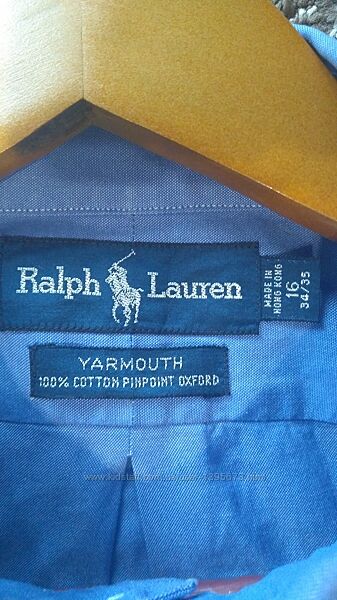 Ralph Lauren
MADE IN
HONG KONG
16
34/35
YARMOUTH
100% COTTON PINPOINT OXFORD